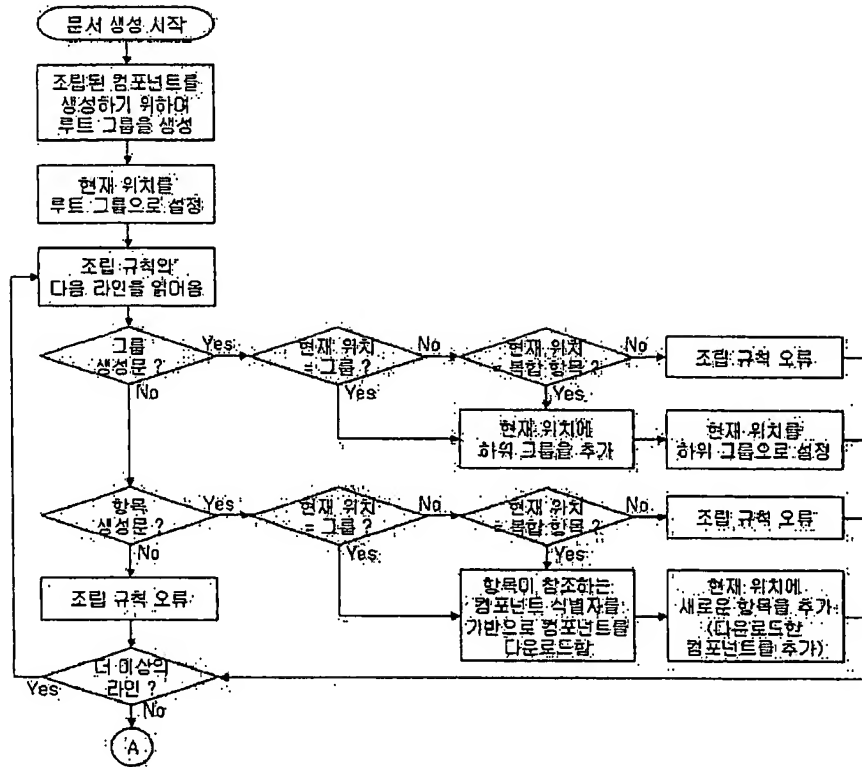 문서 생성 시작
조립된 컴포넌트를
생성하기 위하여
루트 그룹을 생성
현재 위치를
루트 그룹으로 설정
조립 규칙의
다음 라인을 읽어옴
그룹
생성문 ?
Yes
No
현재 위치
= 그룹 ?
No
Yes
현재 위치
= 복합 항목 ?
No
Yes
조립 규칙 오류
현재 위치에
하위 그룹을 추가
현재 위치를
하위 그룹으로 설정
항목
생성문 ?
Yes
No
현재 위치
= 그룹 ?
No
Yes
현재 위치
= 복합 항목 ?
No
Yes
조립 규칙 오류
조립 규칙 오류
항목이 참조하는
컴포넌트 식별자를
기반으로 컴포넌트를
다운로드함
현재 위치에
새로운 항목을 추가
(다운로드한
컴포넌트를 추가)
더 이상의
라인 ?
Yes
No
A